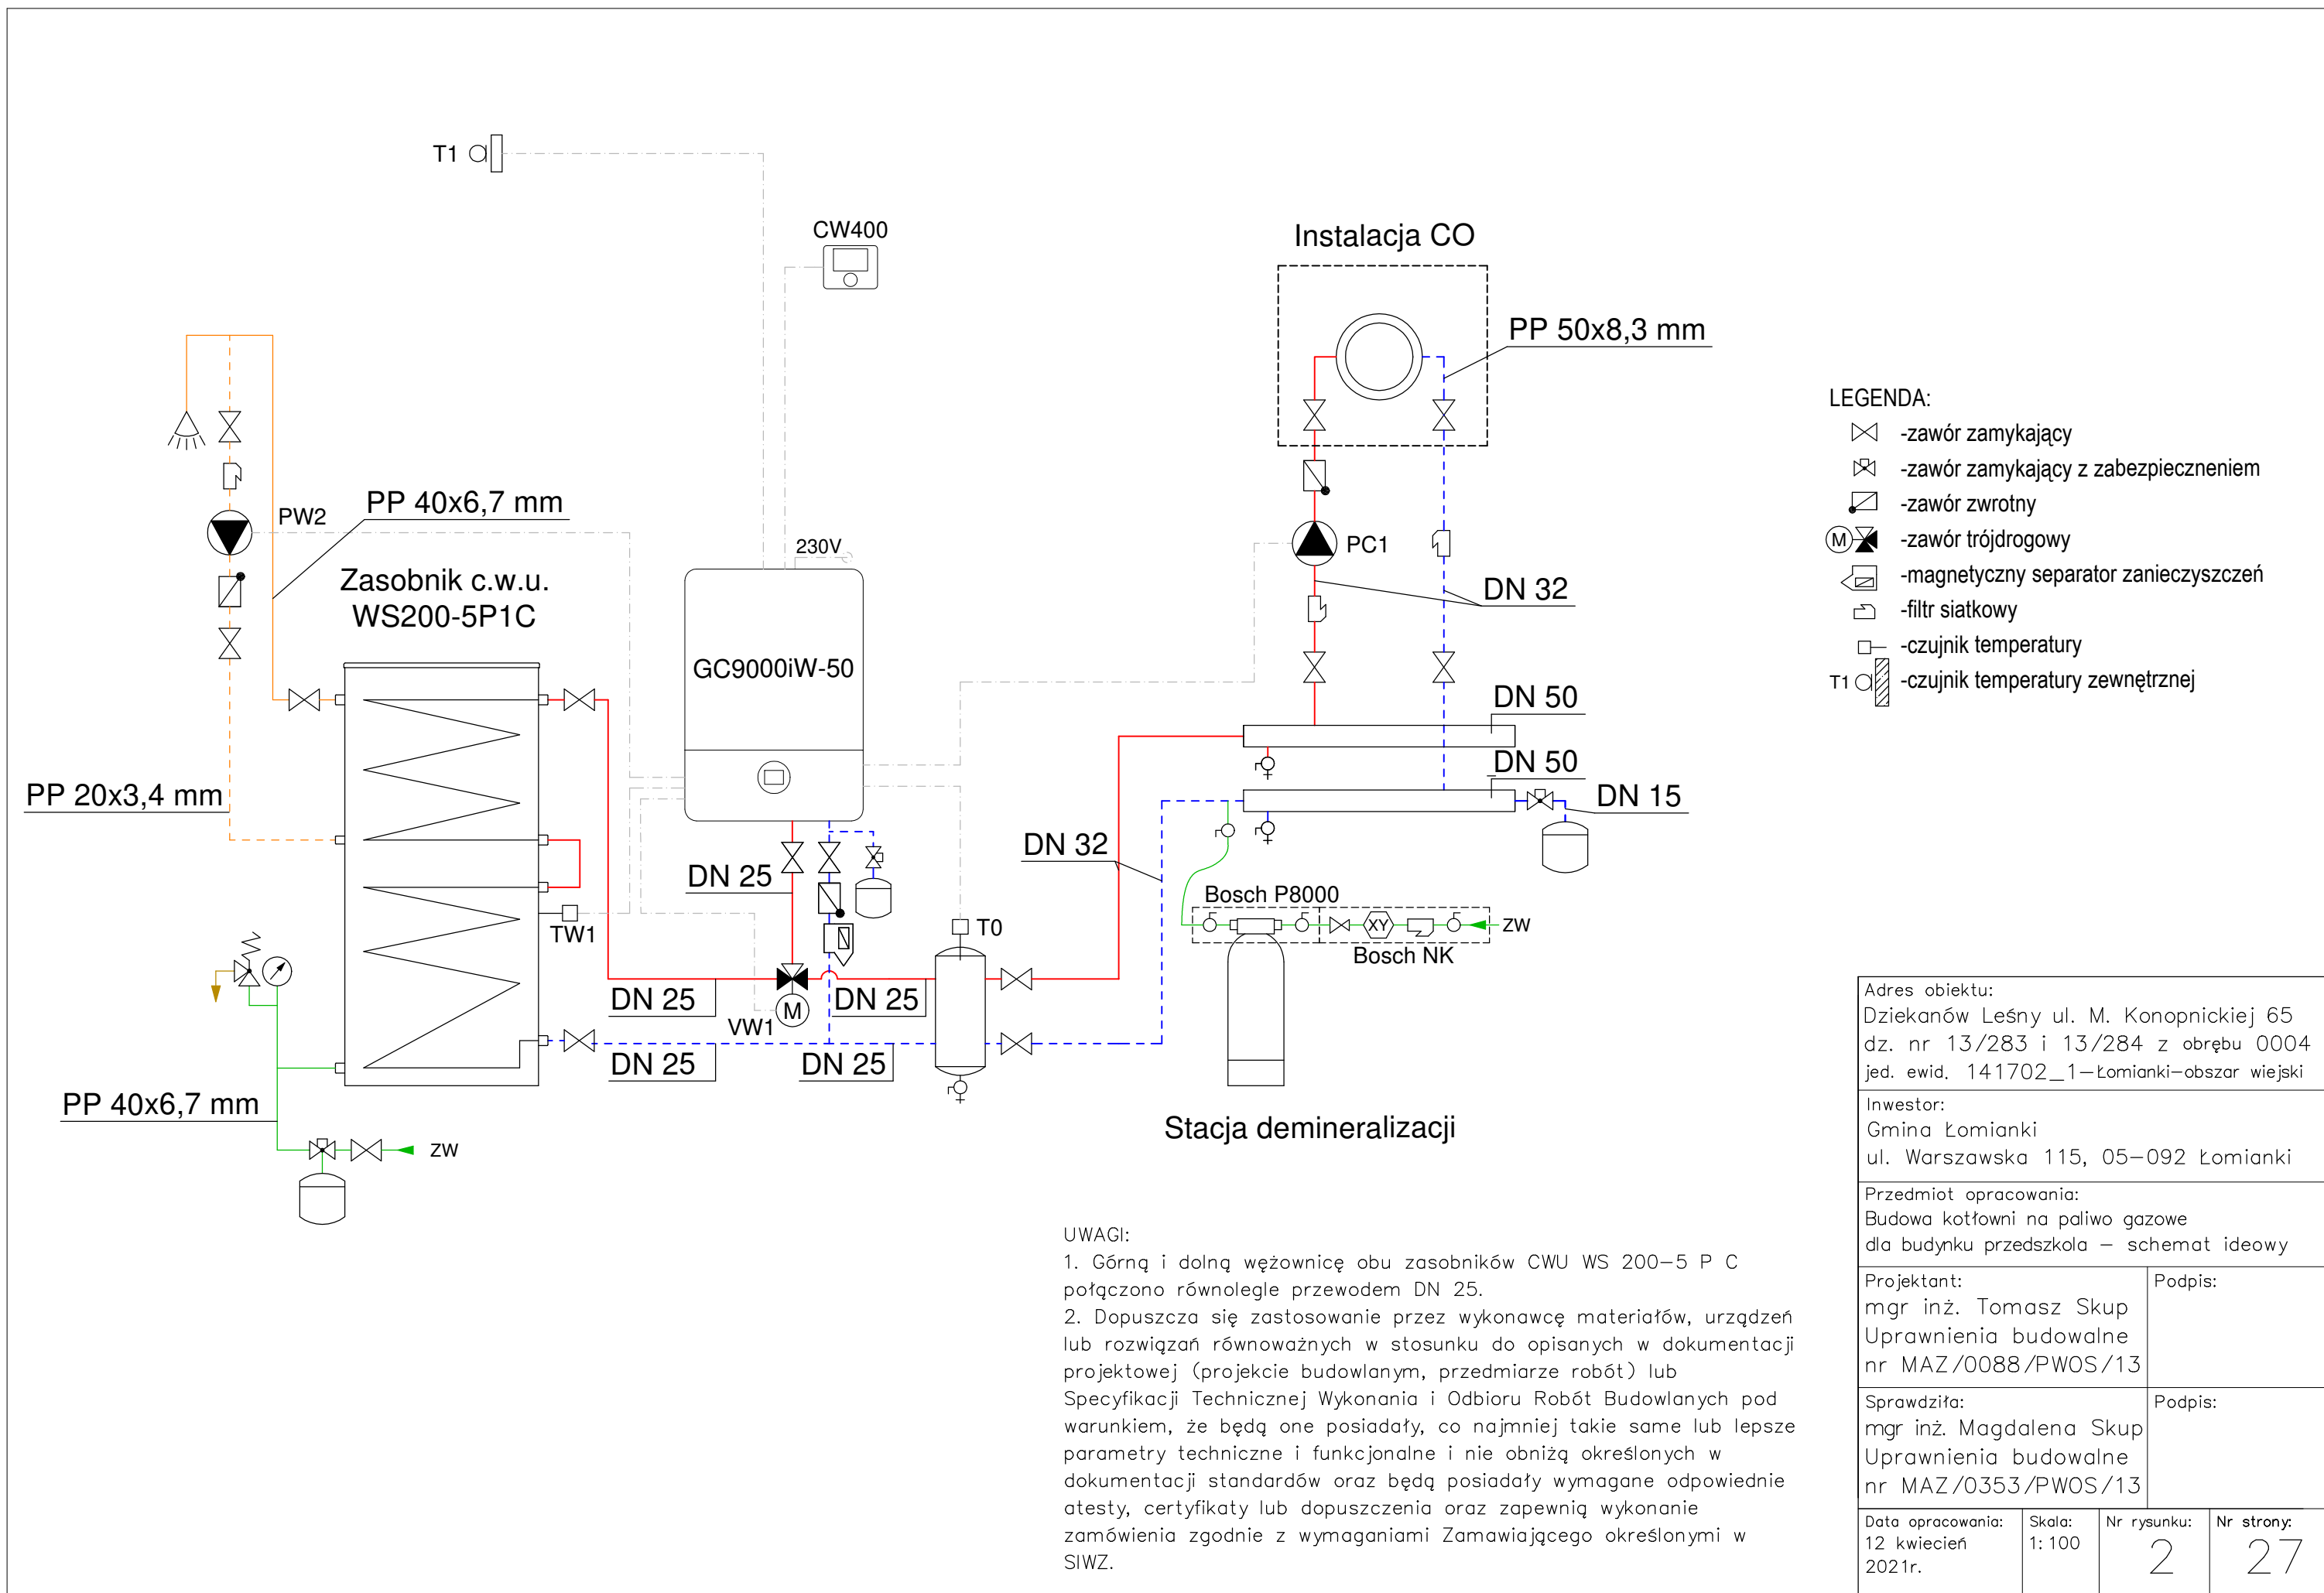 T1
CW400
Instalacja CO
PP 50x8,3 mm
LEGENDA:
-zawór zamykający
-zawór zamykający z zabezpieczneniem
-zawór zwrotny
M -zawór trójdrogowy
-magnetyczny separator zanieczyszczeń
-filtr siatkowy
-czujnik temperatury
T1 -czujnik temperatury zewnętrznej
PW2
PP 40x6,7 mm
230V
PC1
Zasobnik c.w.u.
WS200-5P1C
DN 32
GC9000iW-50
DN 50
DN 50
PP 20x3,4 mm
DN 15
DN 32
DN 25
Bosch P8000
TW1
T0
XY
ZW
Bosch NK
DN 25
VW1
M
DN 25
DN 25
DN 25
PP 40x6,7 mm
ZW
Stacja demineralizacji
UWAGI:
1. Górną i dolną wężownicę obu zasobników CWU WS 200-5 P C
połączono równolegle przewodem DN 25.
2. Dopuszcza się zastosowanie przez wykonawcę materiałów, urządzeń
lub rozwiązań równoważnych w stosunku do opisanych w dokumentacji
projektowej (projekcie budowlanym, przedmiarze robót) lub
Specyfikacji Technicznej Wykonania i Odbioru Robót Budowlanych pod
warunkiem, że będą one posiadały, co najmniej takie same lub lepsze
parametry techniczne i funkcjonalne i nie obniżą określonych w
dokumentacji standardów oraz będą posiadały wymagane odpowiednie
atesty, certyfikaty lub dopuszczenia oraz zapewnią wykonanie
zamówienia zgodnie z wymaganiami Zamawiającego określonymi w
SIWZ.
Adres obiektu:
Dziekanów Leśny ul. M. Konopnickiej 65
dz. nr 13/283 i 13/284 z obrębu 0004
jed. ewid. 141702_1-Łomianki-obszar wiejski
Inwestor:
Gmina Łomianki
ul. Warszawska 115, 05-092 Łomianki
Przedmiot opracowania:
Budowa kotłowni na paliwo gazowe
dla budynku przedszkola - schemat ideowy
Projektant:
mgr inż. Tomasz Skup
Uprawnienia budowalne
nr MAZ/0088/PWOS/13
Podpis:
Sprawdziła:
mgr inż. Magdalena Skup
Uprawnienia budowalne
nr MAZ/0353/PWOS/13
Podpis:
Data opracowania:
12 kwiecień
2021r.
Skala:
1:100
Nr rysunku:
2
Nr strony:
27